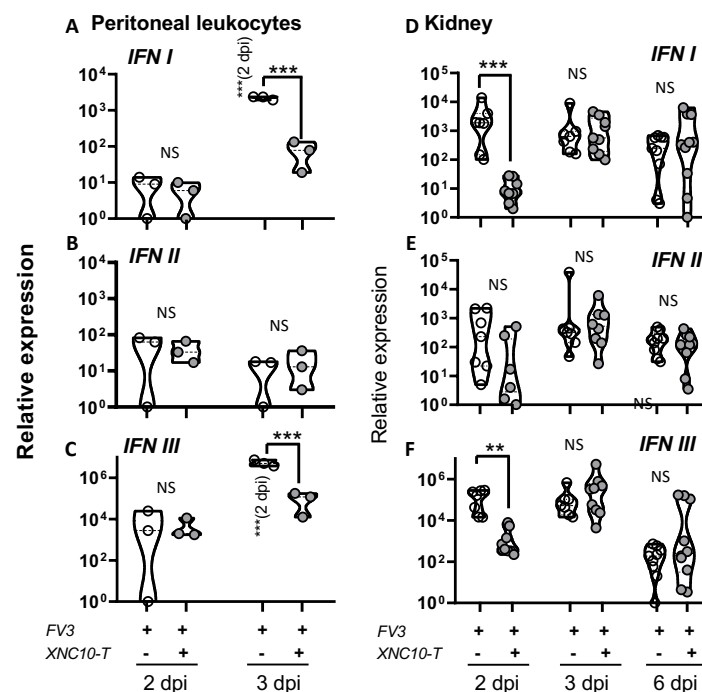 A Peritoneal leukocytes
IFN I
10⁴
10³
10²
10¹
10⁰
NS
***(2 dpi)
***
B
IFN II
10⁴
10³
10²
10¹
10⁰
NS
NS
C
IFN III
10⁶
10⁴
10²
10⁰
NS
***(2 dpi)
***
Relative expression
FV3 + + + +
XNC10-T - + - +
2 dpi 3 dpi
D Kidney
IFN I
10⁵
10⁴
10³
10²
10¹
10⁰
***
NS
NS
E
IFN II
10⁵
10⁴
10³
10²
10¹
10⁰
NS
NS
NS
NS
F
IFN III
10⁶
10⁴
10²
10⁰
**
NS
NS
Relative expression
FV3 + + + + + +
XNC10-T - + - + - +
2 dpi 3 dpi 6 dpi